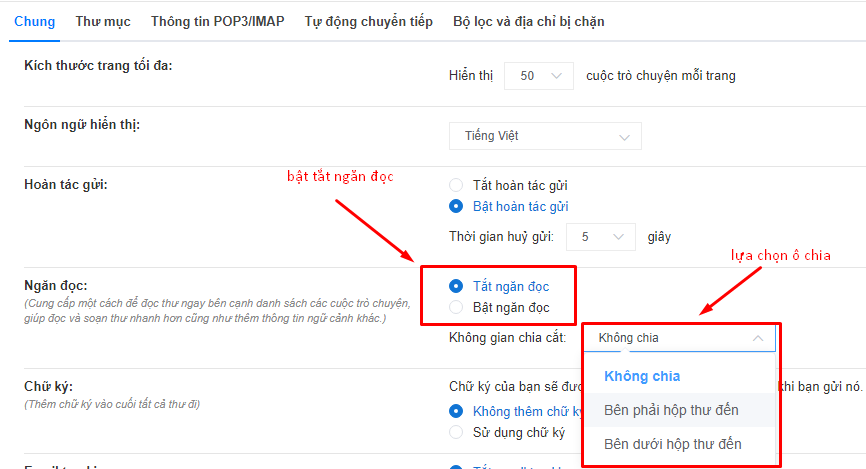 Chung Thư mục Thông tin POP3/IMAP Tự động chuyển tiếp Bộ lọc và địa chỉ bị chặn
Kích thước trang tối đa:
Hiển thị 50 cuộc trò chuyện mỗi trang
Ngôn ngữ hiển thị:
Tiếng Việt
Hoàn tác gửi:
bật tắt ngăn đọc
Tắt hoàn tác gửi
Bật hoàn tác gửi
Thời gian huỷ gửi: 5 giây
lựa chọn ô chia
Ngăn đọc:
(Cung cấp một cách để đọc thư ngay bên cạnh danh sách các cuộc trò chuyện,
giúp đọc và soạn thư nhanh hơn cũng như thêm thông tin ngữ cảnh khác.)
Tắt ngăn đọc
Bật ngăn đọc
Không gian chia cắt: Không chia
Không chia
Bên phải hộp thư đến
Bên dưới hộp thư đến
Chữ ký:
(Thêm chữ ký vào cuối tất cả thư đi)
Chữ ký của bạn sẽ đượ khi bạn gửi nó.
Không thêm chữ ký
Sử dụng chữ ký